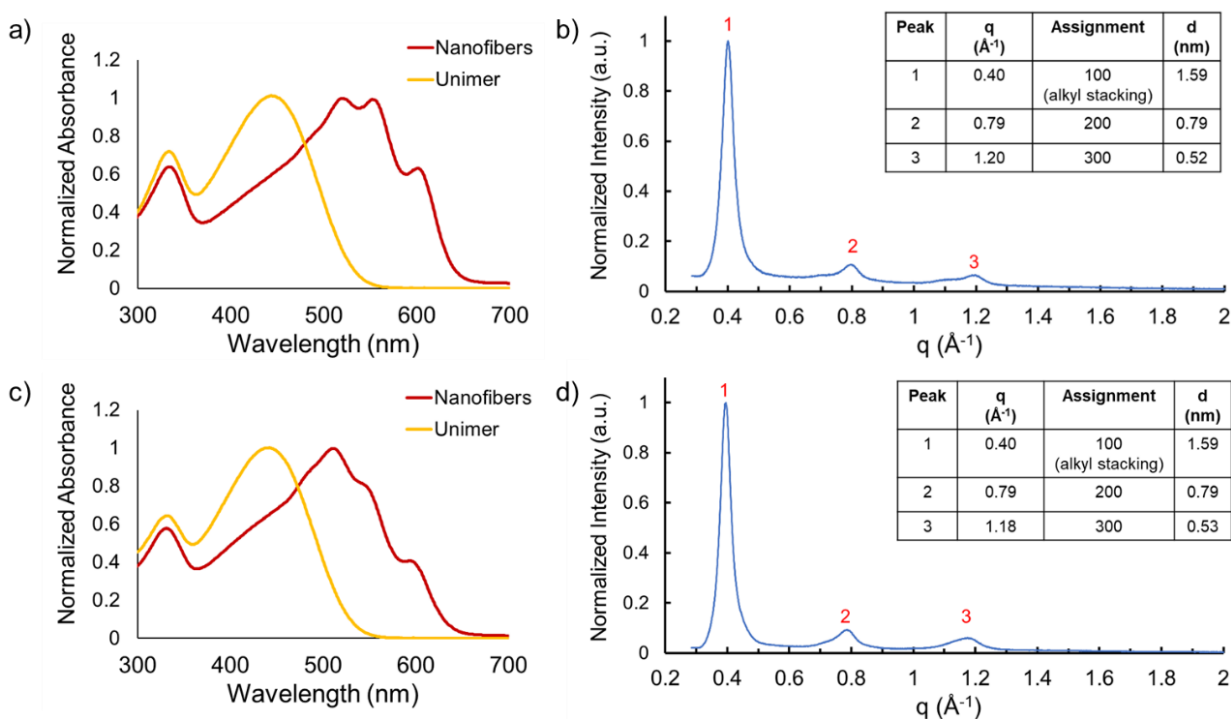 a)
Normalized Absorbance
1.2
1
0.8
0.6
0.4
0.2
0
300 400 500 600 700
Wavelength (nm)
Nanofibers
Unimer
b)
Normalized Intensity (a.u.)
1
0.8
0.6
0.4
0.2
0
0.2 0.4 0.6 0.8 1 1.2 1.4 1.6 1.8 2
q (Å-1)
1
2
3
Peak q (Å-1) Assignment d (nm)
1 0.40 100 (alkyl stacking) 1.59
2 0.79 200 0.79
3 1.20 300 0.52
c)
Normalized Absorbance
1.2
1
0.8
0.6
0.4
0.2
0
300 400 500 600 700
Wavelength (nm)
Nanofibers
Unimer
d)
Normalized Intensity (a.u.)
1
0.8
0.6
0.4
0.2
0
0.2 0.4 0.6 0.8 1 1.2 1.4 1.6 1.8 2
q (Å-1)
1
2
3
Peak q (Å-1) Assignment d (nm)
1 0.40 100 (alkyl stacking) 1.59
2 0.79 200 0.79
3 1.18 300 0.53